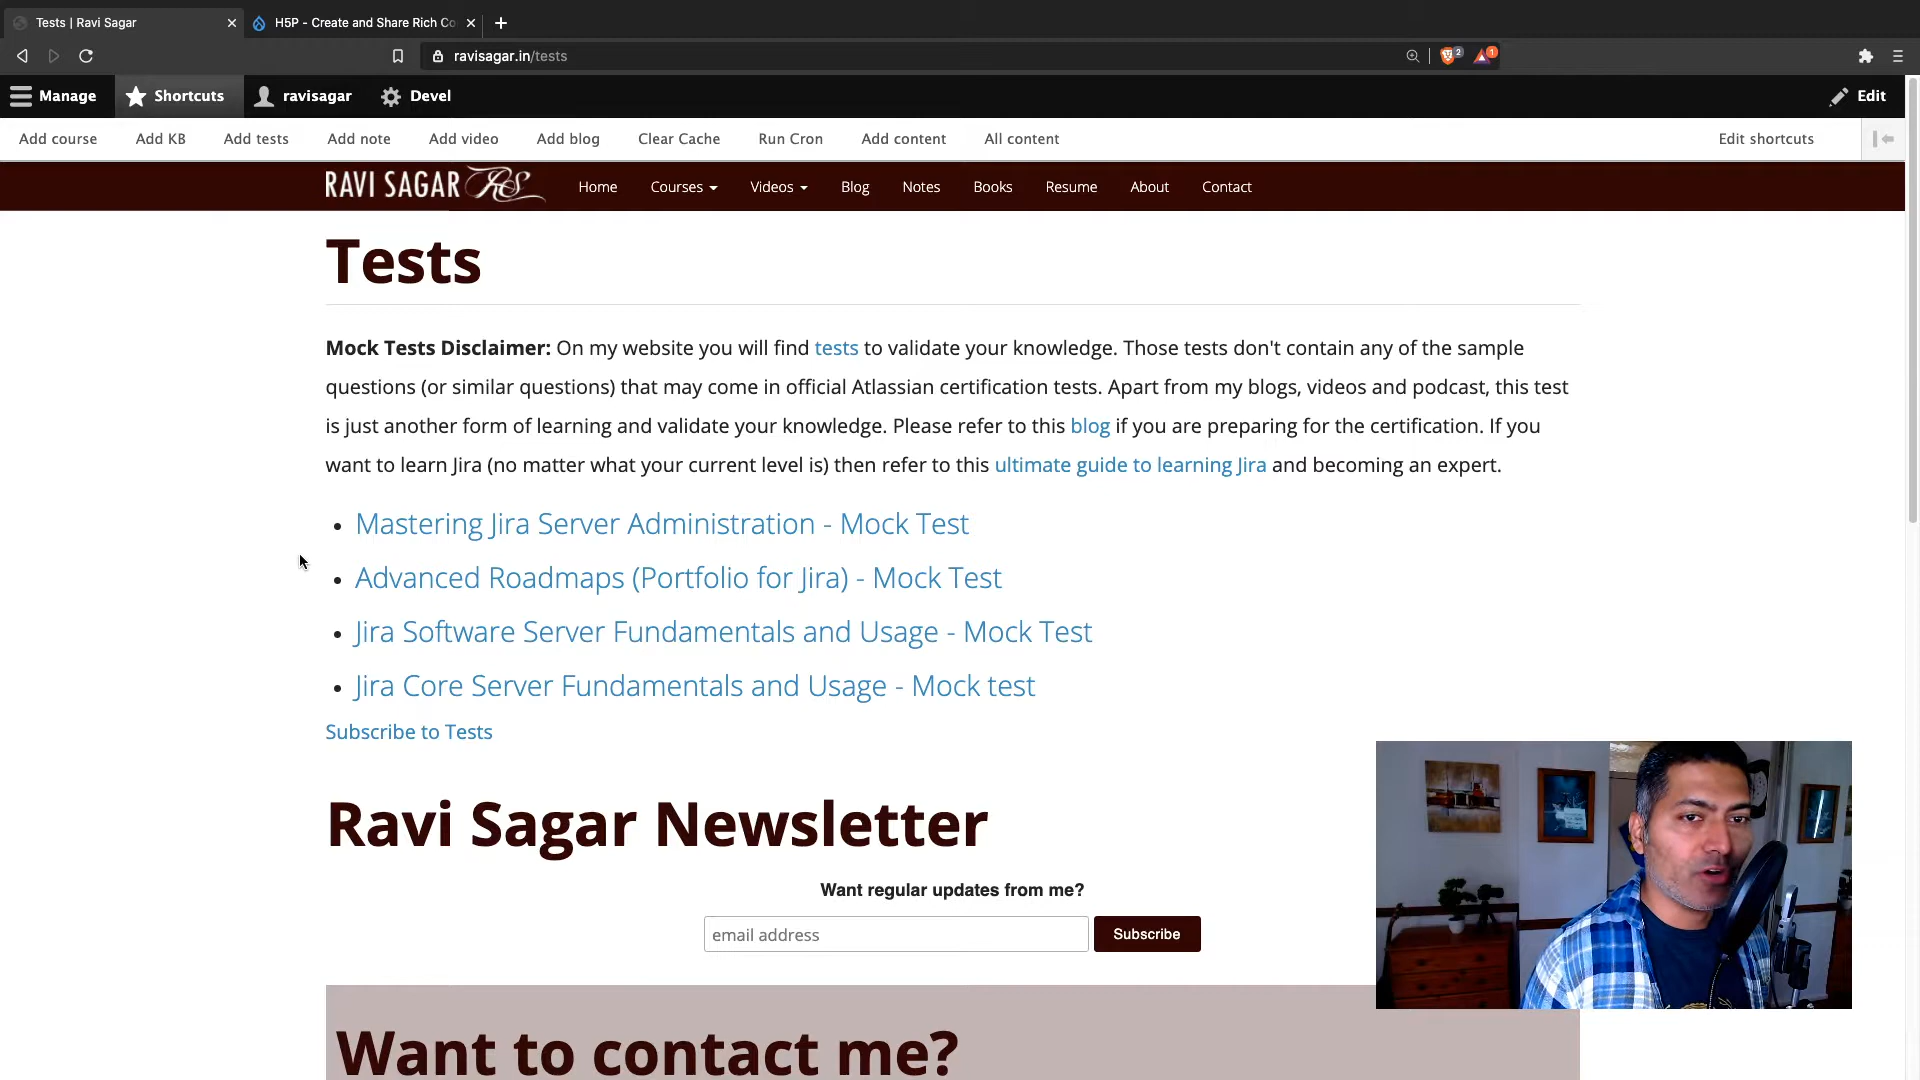 Tests | Ravi Sagar
H5P - Create and Share Rich Co
ravisagar.in/tests
2
1
Manage Shortcuts ravisagar Devel Edit
Add course Add KB Add tests Add note Add video Add blog Clear Cache Run Cron Add content All content Edit shortcuts
RAVI SAGAR RS Home Courses Videos Blog Notes Books Resume About Contact
Tests
Mock Tests Disclaimer: On my website you will find tests to validate your knowledge. Those tests don't contain any of the sample
questions (or similar questions) that may come in official Atlassian certification tests. Apart from my blogs, videos and podcast, this test
is just another form of learning and validate your knowledge. Please refer to this blog if you are preparing for the certification. If you
want to learn Jira (no matter what your current level is) then refer to this ultimate guide to learning Jira and becoming an expert.
• Mastering Jira Server Administration - Mock Test
• Advanced Roadmaps (Portfolio for Jira) - Mock Test
• Jira Software Server Fundamentals and Usage - Mock Test
• Jira Core Server Fundamentals and Usage - Mock test
Subscribe to Tests
Ravi Sagar Newsletter
Want regular updates from me?
email address Subscribe
Want to contact me?